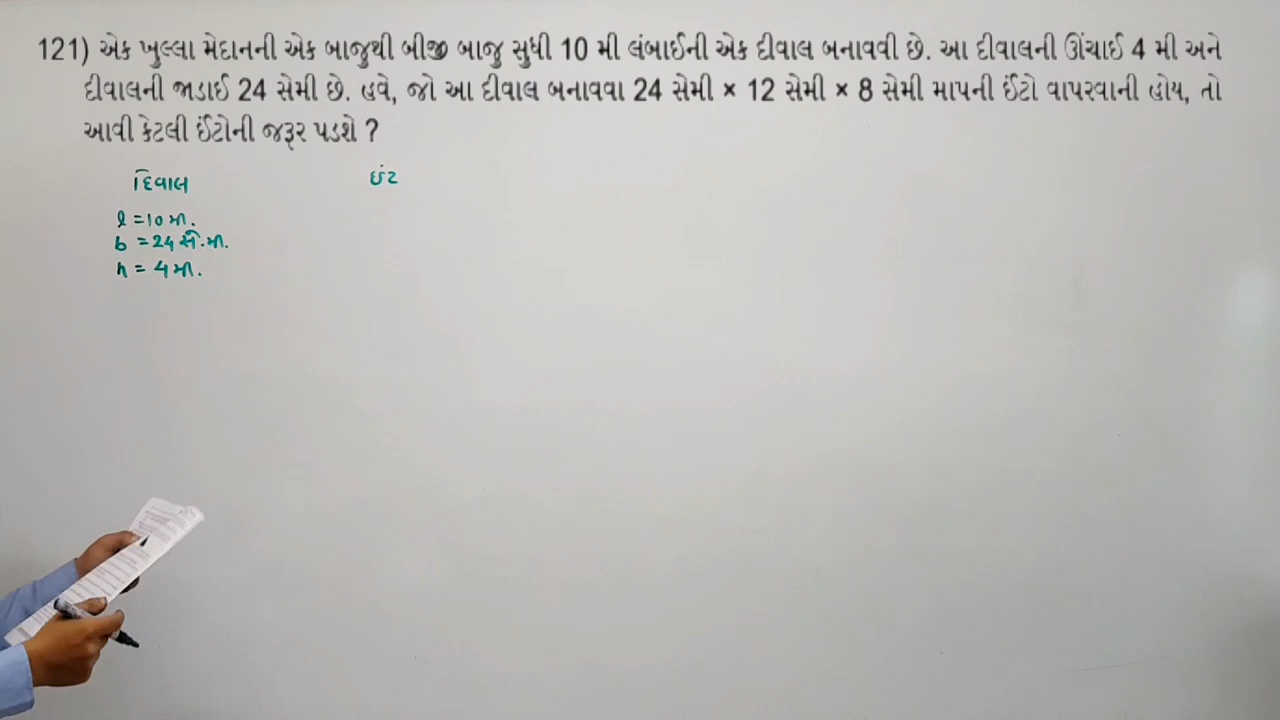 121) એક ખુલ્લા મેદાનની એક બાજુથી બીજી બાજુ સુધી 10 મી લંબાઈની એક દીવાલ બનાવવી છે. આ દીવાલની ઊંચાઈ 4 મી અને
દીવાલની જાડાઈ 24 સેમી છે. હવે, જો આ દીવાલ બનાવવા 24 સેમી × 12 સેમી × 8 સેમી માપની ઈંટો વાપરવાની હોય, તો
આવી કેટલી ઈંટોની જરૂર પડશે ?
દિવાલ ઇંટ
l = 10 મી.
b = 24 સે.મી.
h = 4 મી.